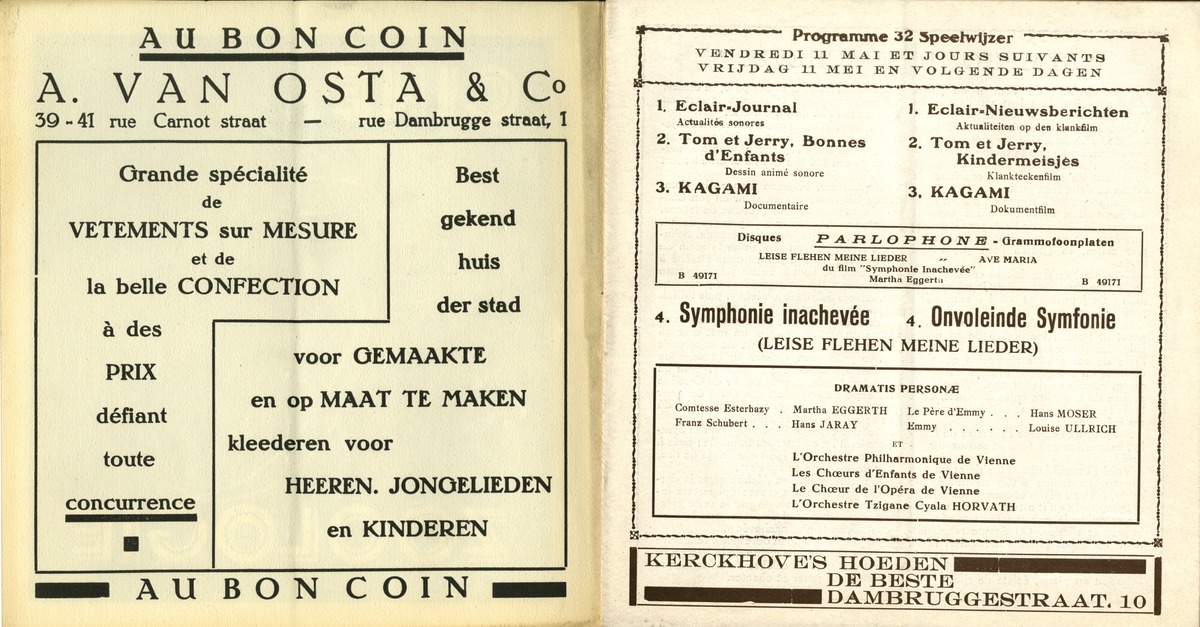 AU BON COIN
A. VAN OSTA & Co
39-41 rue Carnot straat — rue Dambrugge straat, 1
Grande spécialité
de
VETEMENTS sur MESURE
et de
la belle CONFECTION
à des
PRIX
défiant
toute
concurrence
Best
gekend
huis
der stad
voor GEMAAKTE
en op MAAT TE MAKEN
kleederen voor
HEEREN. JONGELIEDEN
en KINDEREN
AU BON COIN
Programme 32 Speelwijzer
VENDREDI 11 MAI ET JOURS SUIVANTS
VRIJDAG 11 MEI EN VOLGENDE DAGEN
1. Eclair-Journal
Actualités sonores
2. Tom et Jerry, Bonnes
d'Enfants
Dessin animé sonore
3. KAGAMI
Documentaire
1. Eclair-Nieuwsberichten
Aktualiteiten op den klankfilm
2. Tom et Jerry,
Kindermeisjès
Klankteekenfilm
3. KAGAMI
Dokumentfilm
Disques PARLOPHONE - Grammofoonplaten
LEISE FLEHEN MEINE LIEDER -- AVE MARIA
du film "Symphonie Inachevée"
B 49171 Martha Eggerth B 49171
4. Symphonie inachevée 4. Onvoleinde Symfonie
(LEISE FLEHEN MEINE LIEDER)
DRAMATIS PERSONÆ
Comtesse Esterhazy . Martha EGGERTH Le Père d'Emmy . . . Hans MOSER
Franz Schubert . . . Hans JARAY Emmy . . . . . . Louise ULLRICH
ET
L'Orchestre Philharmonique de Vienne
Les Chœurs d'Enfants de Vienne
Le Chœur de l'Opéra de Vienne
L'Orchestre Tzigane Cyala HORVATH
KERCKHOVE'S HOEDEN
DE BESTE
DAMBRUGGESTRAAT. 10